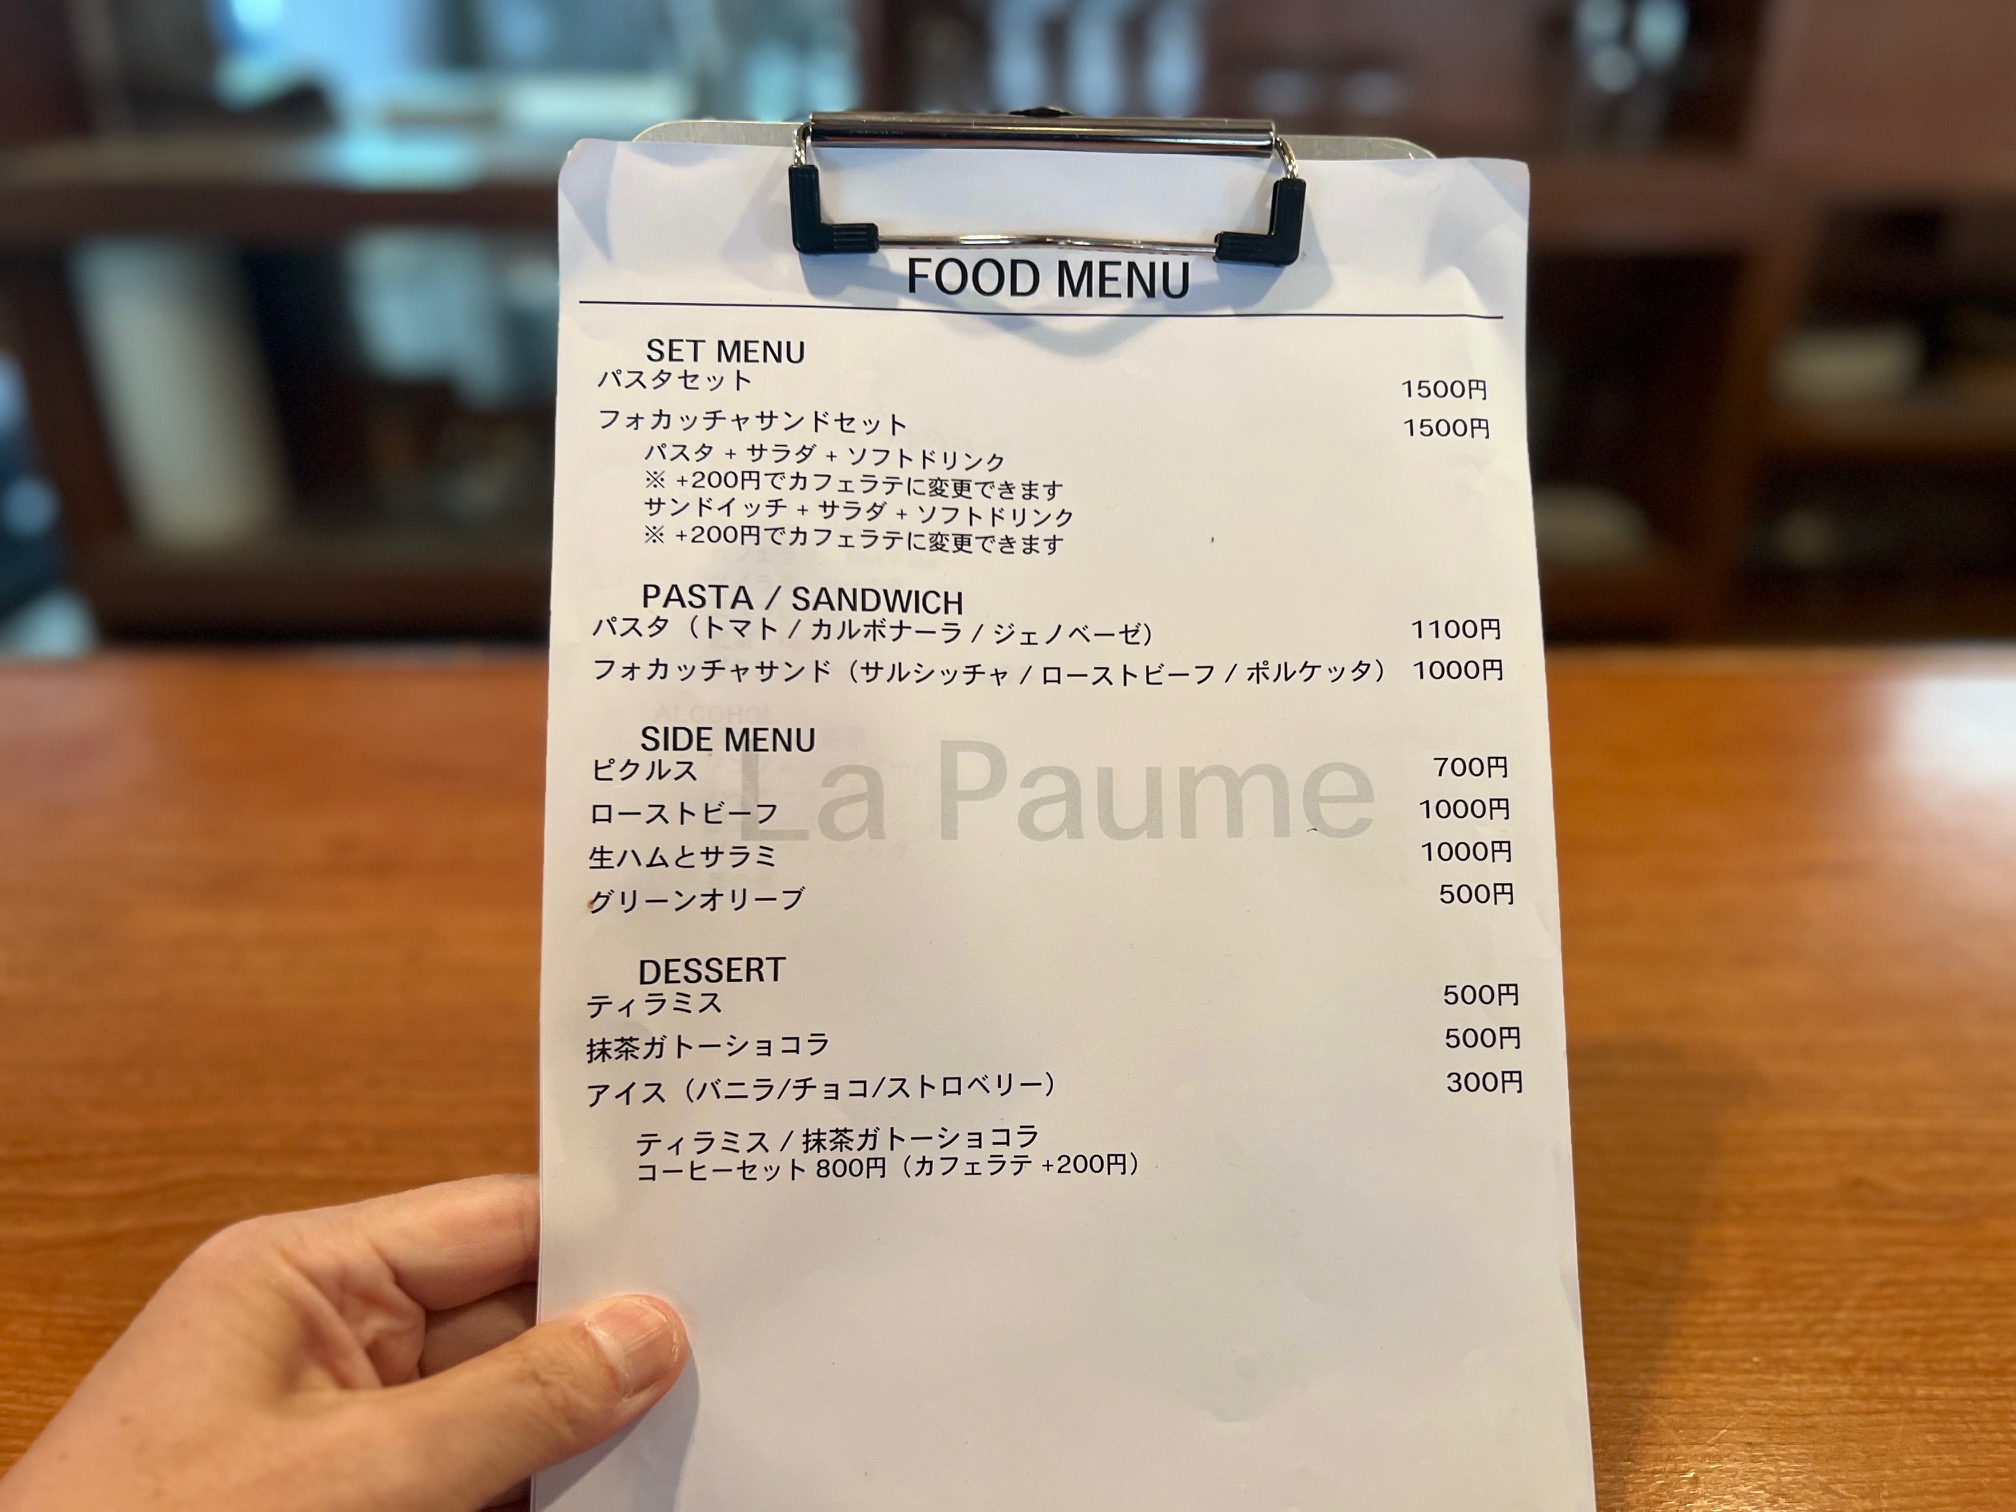 FOOD MENU
SET MENU
パスタセット 1500円
フォカッチャサンドセット 1500円
パスタ + サラダ + ソフトドリンク
※ +200円でカフェラテに変更できます
サンドイッチ + サラダ + ソフトドリンク
※ +200円でカフェラテに変更できます
PASTA / SANDWICH
パスタ（トマト / カルボナーラ / ジェノベーゼ） 1100円
フォカッチャサンド（サルシッチャ / ローストビーフ / ポルケッタ） 1000円
SIDE MENU
ピクルス 700円
La Paume
ローストビーフ 1000円
生ハムとサラミ 1000円
グリーンオリーブ 500円
DESSERT
ティラミス 500円
抹茶ガトーショコラ 500円
アイス（バニラ/チョコ/ストロベリー） 300円
ティラミス / 抹茶ガトーショコラ
コーヒーセット 800円（カフェラテ +200円）